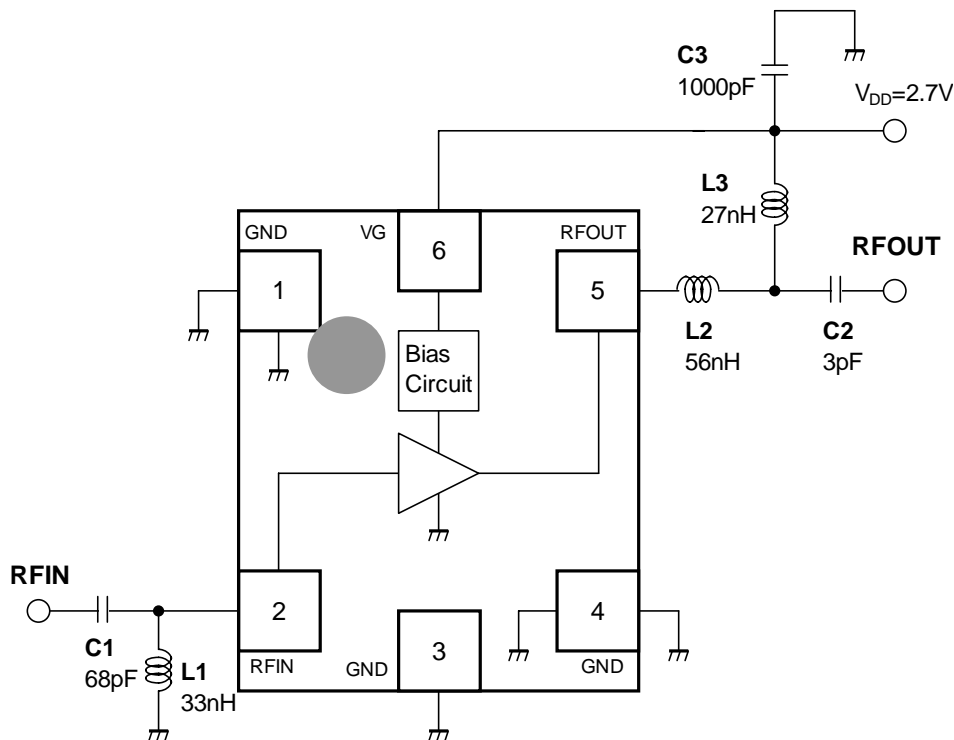 C3
1000pF
VDD=2.7V
L3
27nH
GND
VG
RFOUT
RFOUT
6
1
5
L2
56nH
C2
3pF
Bias
Circuit
RFIN
2
4
3
C1
68pF
L1
33nH
RFIN
GND
GND